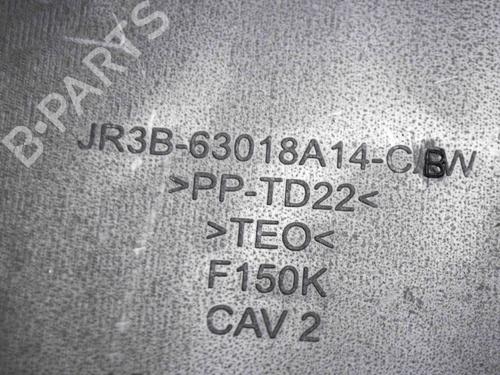 B-PARTS
JR3B-63018A14-CBW
>PP-TD22<
>TEO<
F150K
CAV 2